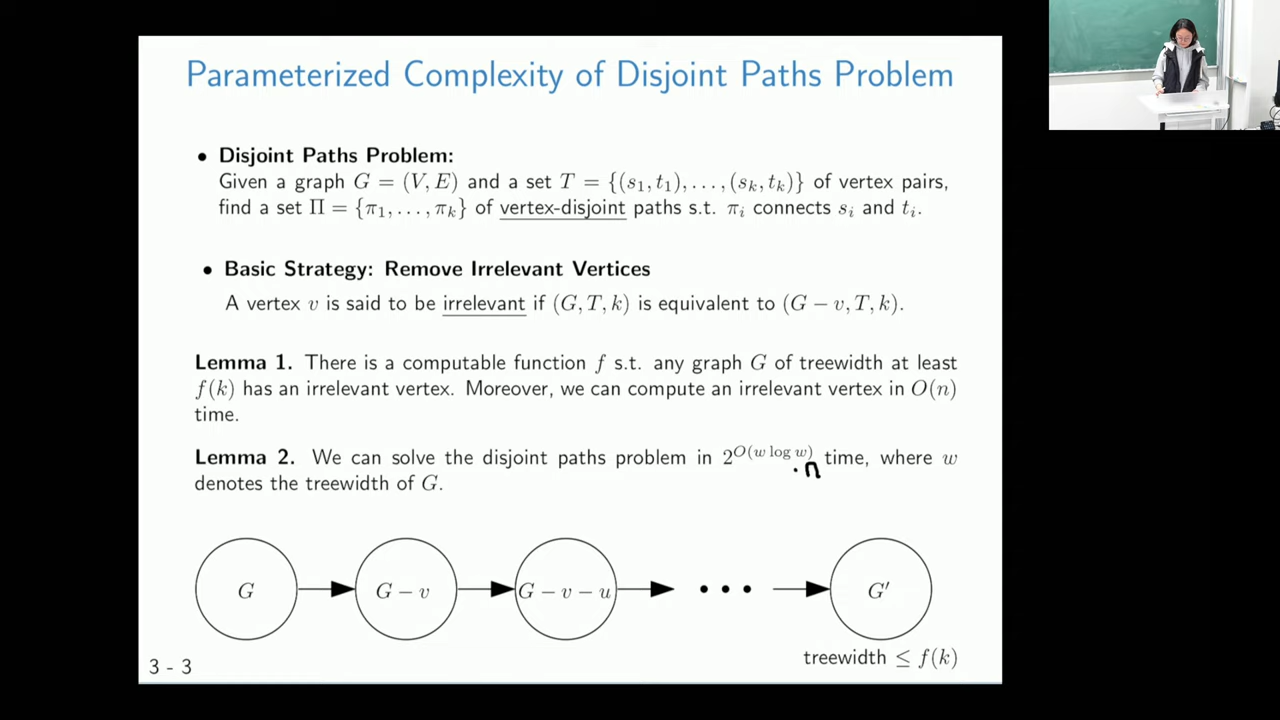 Parameterized Complexity of Disjoint Paths Problem
• Disjoint Paths Problem:
Given a graph G = (V, E) and a set T = {(s₁, t₁), . . . , (sₖ, tₖ)} of vertex pairs,
find a set Π = {π₁, . . . , πₖ} of vertex-disjoint paths s.t. πᵢ connects sᵢ and tᵢ.
• Basic Strategy: Remove Irrelevant Vertices
A vertex v is said to be irrelevant if (G, T, k) is equivalent to (G − v, T, k).
Lemma 1. There is a computable function f s.t. any graph G of treewidth at least
f(k) has an irrelevant vertex. Moreover, we can compute an irrelevant vertex in O(n)
time.
Lemma 2. We can solve the disjoint paths problem in 2^{O(w log w)} · n time, where w
denotes the treewidth of G.
G G − v G − v − u • • • G′
treewidth ≤ f(k)
3 - 3